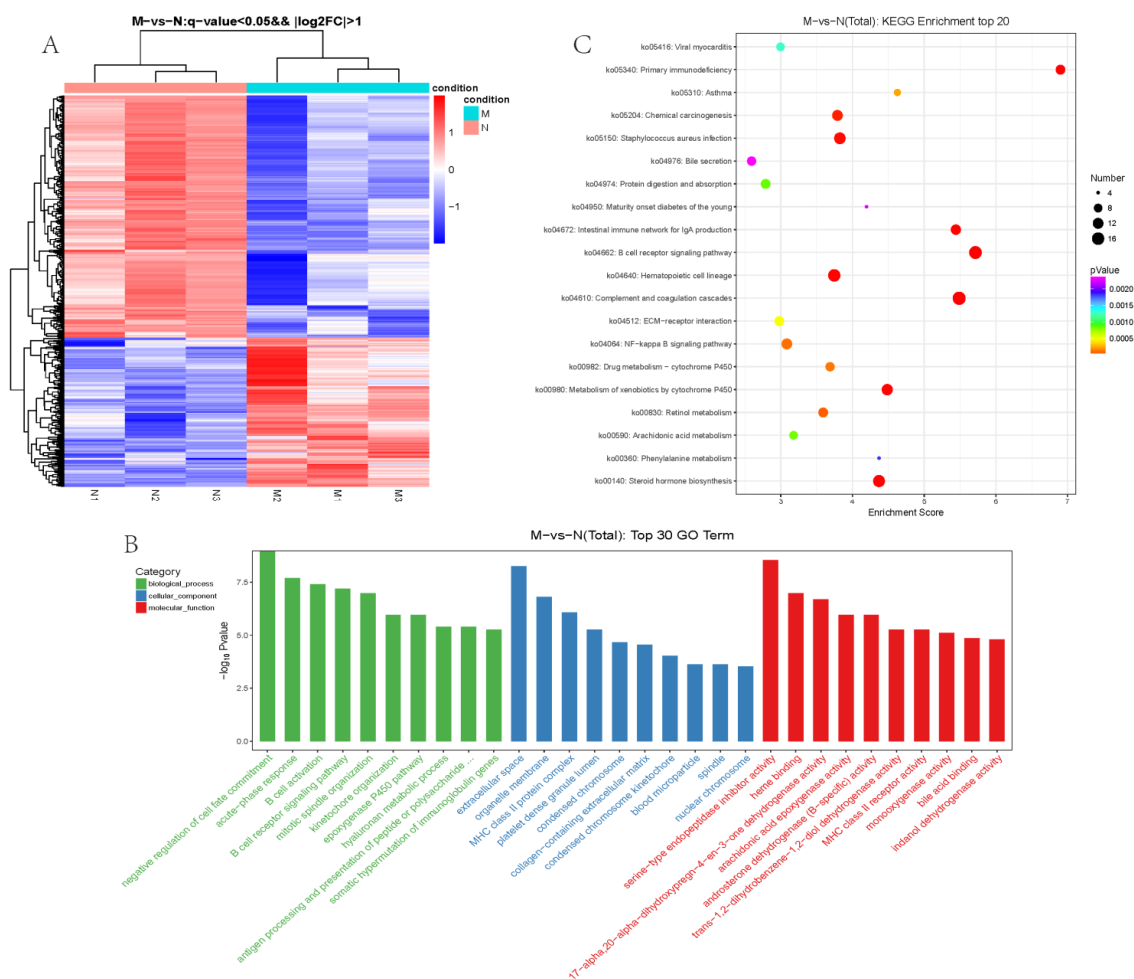 A
M-vs-N:q-value<0.05&& |log2FC|>1
condition
condition
M
N
1
0
-1
N1
N2
N3
M2
M1
M3
C
M-vs-N(Total): KEGG Enrichment top 20
ko05416: Viral myocarditis
ko05340: Primary immunodeficiency
ko05310: Asthma
ko05204: Chemical carcinogenesis
ko05150: Staphylococcus aureus infection
ko04976: Bile secretion
ko04974: Protein digestion and absorption
ko04950: Maturity onset diabetes of the young
ko04672: Intestinal immune network for IgA production
ko04662: B cell receptor signaling pathway
ko04640: Hematopoietic cell lineage
ko04610: Complement and coagulation cascades
ko04512: ECM-receptor interaction
ko04064: NF-kappa B signaling pathway
ko00982: Drug metabolism - cytochrome P450
ko00980: Metabolism of xenobiotics by cytochrome P450
ko00830: Retinol metabolism
ko00590: Arachidonic acid metabolism
ko00360: Phenylalanine metabolism
ko00140: Steroid hormone biosynthesis
3
4
5
6
7
Enrichment Score
Number
4
8
12
16
pValue
0.0020
0.0015
0.0010
0.0005
B
M-vs-N(Total): Top 30 GO Term
Category
biological_process
cellular_component
molecular_function
-log10 Pvalue
7.5
5.0
2.5
0.0
negative regulation of cell fate commitment
acute-phase response
B cell activation
B cell receptor signaling pathway
mitotic spindle organization
kinetochore organization
epoxygenase P450 pathway
hyaluronan metabolic process
antigen processing and presentation of peptide or polysaccharide ...
somatic hypermutation of immunoglobulin genes
extracellular space
organelle membrane
MHC class II protein complex
platelet dense granule lumen
condensed chromosome
collagen-containing extracellular matrix
condensed chromosome kinetochore
blood microparticle
spindle
nuclear chromosome
serine-type endopeptidase inhibitor activity
heme binding
17-alpha,20-alpha-dihydroxypregn-4-en-3-one dehydrogenase activity
arachidonic acid epoxygenase activity
androsterone dehydrogenase (B-specific) activity
trans-1,2-dihydrobenzene-1,2-diol dehydrogenase activity
MHC class II receptor activity
monooxygenase activity
bile acid binding
indanol dehydrogenase activity